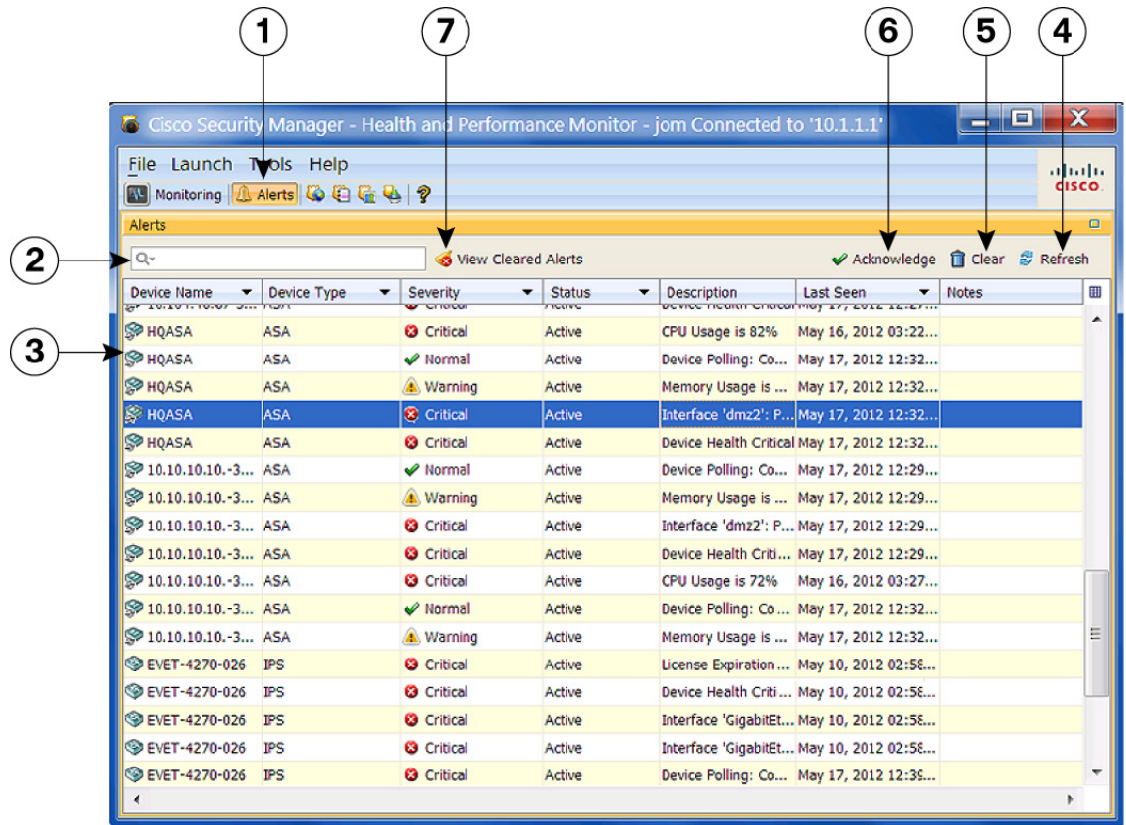 1 7 6 5 4
Cisco Security Manager - Health and Performance Monitor - jom Connected to '10.1.1.1'
File Launch Tools Help
CISCO
Monitoring Alerts
Alerts
2 View Cleared Alerts Acknowledge Clear Refresh
Device Name Device Type Severity Status Description Last Seen Notes
3
HQASA ASA Critical Active CPU Usage is 82% May 16, 2012 03:22...
HQASA ASA Normal Active Device Polling: Co... May 17, 2012 12:32...
HQASA ASA Warning Active Memory Usage is ... May 17, 2012 12:32...
HQASA ASA Critical Active Interface 'dmz2': P... May 17, 2012 12:32...
HQASA ASA Critical Active Device Health Critical May 17, 2012 12:32...
10.10.10.10.-3... ASA Normal Active Device Polling: Co... May 17, 2012 12:29...
10.10.10.10.-3... ASA Warning Active Memory Usage is ... May 17, 2012 12:29...
10.10.10.10.-3... ASA Critical Active Interface 'dmz2': P... May 17, 2012 12:29...
10.10.10.10.-3... ASA Critical Active Device Health Criti... May 17, 2012 12:29...
10.10.10.10.-3... ASA Critical Active CPU Usage is 72% May 16, 2012 03:27...
10.10.10.10.-3... ASA Normal Active Device Polling: Co... May 17, 2012 12:32...
10.10.10.10.-3... ASA Warning Active Memory Usage is ... May 17, 2012 12:32...
EVET-4270-026 IPS Critical Active License Expiration ... May 10, 2012 02:58...
EVET-4270-026 IPS Critical Active Device Health Criti... May 10, 2012 02:58...
EVET-4270-026 IPS Critical Active Interface 'GigabitEt... May 10, 2012 02:58...
EVET-4270-026 IPS Critical Active Interface 'GigabitEt... May 10, 2012 02:58...
EVET-4270-026 IPS Critical Active Device Polling: Co... May 17, 2012 12:39...